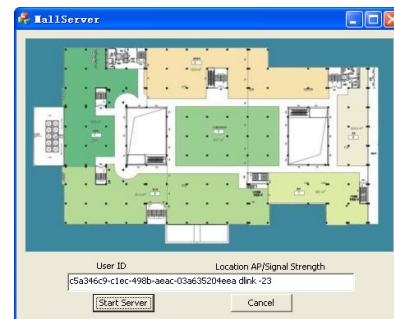 MallServer
User ID Location AP/Signal Strength
c5a346c9-c1ec-498b-aeac-03a635204eea dlink -23
Start Server Cancel